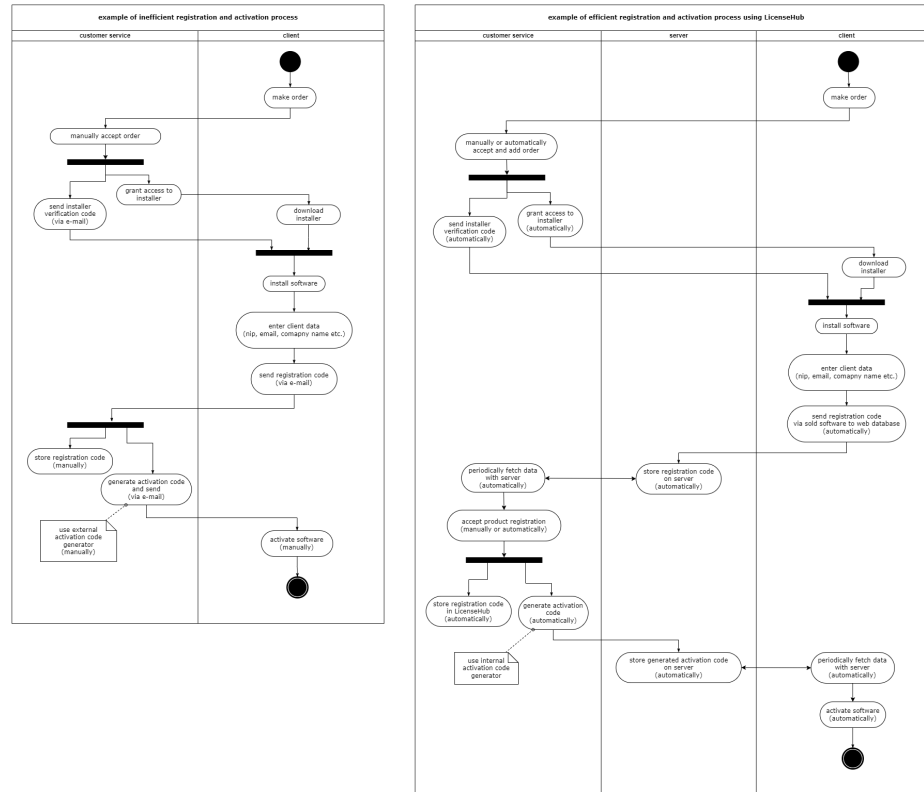 example of inefficient registration and activation process
customer service
client
make order
manually accept order
send installer
verification code
(via e-mail)
grant access to
installer
download
installer
install software
enter client data
(nip, email, comapny name etc.)
send registration code
(via e-mail)
store registration code
(manually)
generate activation code
and send
(via e-mail)
use external
activation code
generator
(manually)
activate software
(manually)
example of efficient registration and activation process using LicenseHub
customer service
server
client
make order
manually or automatically
accept and add order
send installer
verification code
(automatically)
grant access to
installer
(automatically)
download
installer
install software
enter client data
(nip, email, comapny name etc.)
send registration code
via sold software to web database
(automatically)
periodically fetch data
with server
(automatically)
store registration code
on server
(automatically)
accept product registration
(manually or automatically)
store registration code
in LicenseHub
(automatically)
generate activation
code
(automatically)
use internal
activation code
generator
store generated activation code
on server
(automatically)
periodically fetch data
with server
(automatically)
activate software
(automatically)